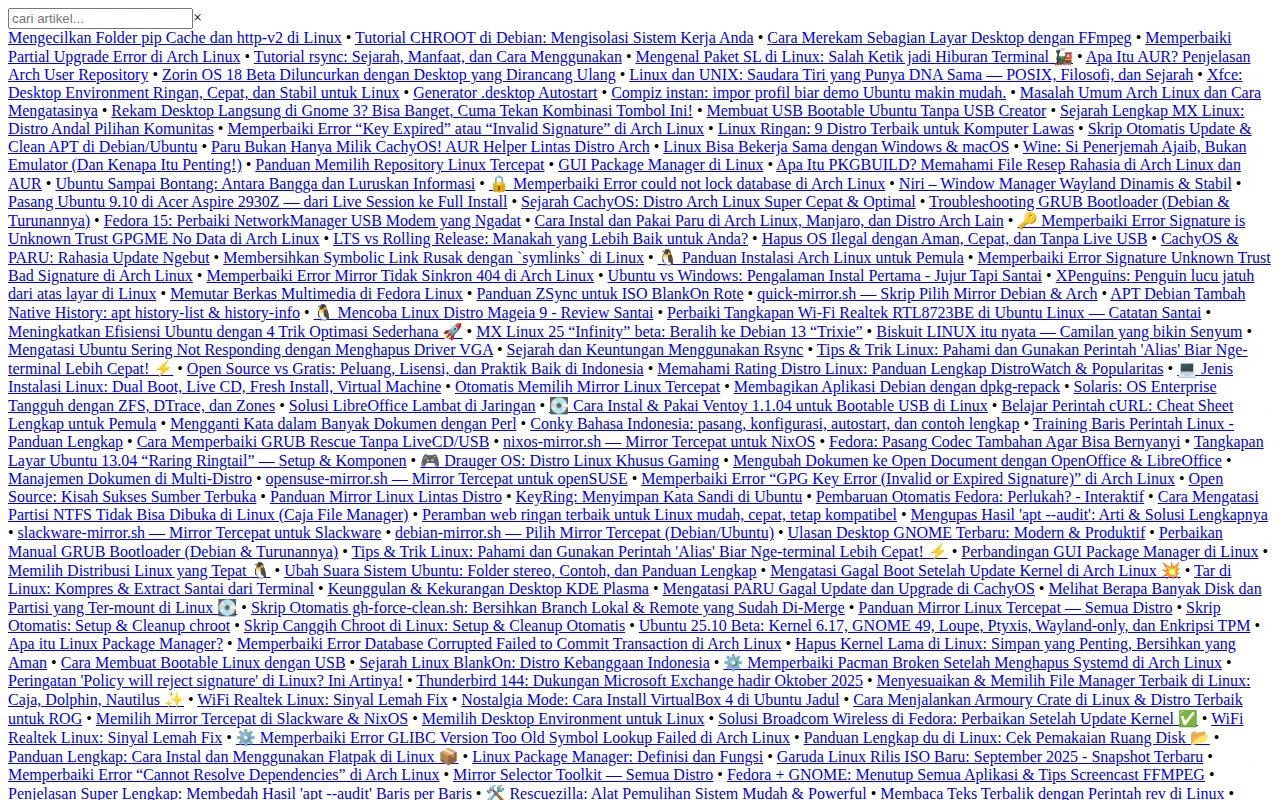 cari artikel... ×
Mengecilkan Folder pip Cache dan http-v2 di Linux • Tutorial CHROOT di Debian: Mengisolasi Sistem Kerja Anda • Cara Merekam Sebagian Layar Desktop dengan FFmpeg • Memperbaiki
Partial Upgrade Error di Arch Linux • Tutorial rsync: Sejarah, Manfaat, dan Cara Menggunakan • Mengenal Paket SL di Linux: Salah Ketik jadi Hiburan Terminal 🚂 • Apa Itu AUR? Penjelasan
Arch User Repository • Zorin OS 18 Beta Diluncurkan dengan Desktop yang Dirancang Ulang • Linux dan UNIX: Saudara Tiri yang Punya DNA Sama — POSIX, Filosofi, dan Sejarah • Xfce:
Desktop Environment Ringan, Cepat, dan Stabil untuk Linux • Generator .desktop Autostart • Compiz instan: impor profil biar demo Ubuntu makin mudah. • Masalah Umum Arch Linux dan Cara
Mengatasinya • Rekam Desktop Langsung di Gnome 3? Bisa Banget, Cuma Tekan Kombinasi Tombol Ini! • Membuat USB Bootable Ubuntu Tanpa USB Creator • Sejarah Lengkap MX Linux:
Distro Andal Pilihan Komunitas • Memperbaiki Error “Key Expired” atau “Invalid Signature” di Arch Linux • Linux Ringan: 9 Distro Terbaik untuk Komputer Lawas • Skrip Otomatis Update &
Clean APT di Debian/Ubuntu • Paru Bukan Hanya Milik CachyOS! AUR Helper Lintas Distro Arch • Linux Bisa Bekerja Sama dengan Windows & macOS • Wine: Si Penerjemah Ajaib, Bukan
Emulator (Dan Kenapa Itu Penting!) • Panduan Memilih Repository Linux Tercepat • GUI Package Manager di Linux • Apa Itu PKGBUILD? Memahami File Resep Rahasia di Arch Linux dan
AUR • Ubuntu Sampai Bontang: Antara Bangga dan Luruskan Informasi • 🔒 Memperbaiki Error could not lock database di Arch Linux • Niri – Window Manager Wayland Dinamis & Stabil •
Pasang Ubuntu 9.10 di Acer Aspire 2930Z — dari Live Session ke Full Install • Sejarah CachyOS: Distro Arch Linux Super Cepat & Optimal • Troubleshooting GRUB Bootloader (Debian &
Turunannya) • Fedora 15: Perbaiki NetworkManager USB Modem yang Ngadat • Cara Instal dan Pakai Paru di Arch Linux, Manjaro, dan Distro Arch Lain • 🔑 Memperbaiki Error Signature is
Unknown Trust GPGME No Data di Arch Linux • LTS vs Rolling Release: Manakah yang Lebih Baik untuk Anda? • Hapus OS Ilegal dengan Aman, Cepat, dan Tanpa Live USB • CachyOS &
PARU: Rahasia Update Ngebut • Membersihkan Symbolic Link Rusak dengan `symlinks` di Linux • 🐧 Panduan Instalasi Arch Linux untuk Pemula • Memperbaiki Error Signature Unknown Trust
Bad Signature di Arch Linux • Memperbaiki Error Mirror Tidak Sinkron 404 di Arch Linux • Ubuntu vs Windows: Pengalaman Instal Pertama - Jujur Tapi Santai • XPenguins: Penguin lucu jatuh
dari atas layar di Linux • Memutar Berkas Multimedia di Fedora Linux • Panduan ZSync untuk ISO BlankOn Rote • quick-mirror.sh — Skrip Pilih Mirror Debian & Arch • APT Debian Tambah
Native History: apt history-list & history-info • 🐧 Mencoba Linux Distro Mageia 9 - Review Santai • Perbaiki Tangkapan Wi-Fi Realtek RTL8723BE di Ubuntu Linux — Catatan Santai •
Meningkatkan Efisiensi Ubuntu dengan 4 Trik Optimasi Sederhana 🚀 • MX Linux 25 “Infinity” beta: Beralih ke Debian 13 “Trixie” • Biskuit LINUX itu nyata — Camilan yang bikin Senyum •
Mengatasi Ubuntu Sering Not Responding dengan Menghapus Driver VGA • Sejarah dan Keuntungan Menggunakan Rsync • Tips & Trik Linux: Pahami dan Gunakan Perintah 'Alias' Biar Nge-
terminal Lebih Cepat! ⚡ • Open Source vs Gratis: Peluang, Lisensi, dan Praktik Baik di Indonesia • Memahami Rating Distro Linux: Panduan Lengkap DistroWatch & Popularitas • 💻 Jenis
Instalasi Linux: Dual Boot, Live CD, Fresh Install, Virtual Machine • Otomatis Memilih Mirror Linux Tercepat • Membagikan Aplikasi Debian dengan dpkg-repack • Solaris: OS Enterprise
Tangguh dengan ZFS, DTrace, dan Zones • Solusi LibreOffice Lambat di Jaringan • 💽 Cara Instal & Pakai Ventoy 1.1.04 untuk Bootable USB di Linux • Belajar Perintah cURL: Cheat Sheet
Lengkap untuk Pemula • Mengganti Kata dalam Banyak Dokumen dengan Perl • Conky Bahasa Indonesia: pasang, konfigurasi, autostart, dan contoh lengkap • Training Baris Perintah Linux -
Panduan Lengkap • Cara Memperbaiki GRUB Rescue Tanpa LiveCD/USB • nixos-mirror.sh — Mirror Tercepat untuk NixOS • Fedora: Pasang Codec Tambahan Agar Bisa Bernyanyi • Tangkapan
Layar Ubuntu 13.04 “Raring Ringtail” — Setup & Komponen • 🎮 Drauger OS: Distro Linux Khusus Gaming • Mengubah Dokumen ke Open Document dengan OpenOffice & LibreOffice •
Manajemen Dokumen di Multi-Distro • opensuse-mirror.sh — Mirror Tercepat untuk openSUSE • Memperbaiki Error “GPG Key Error (Invalid or Expired Signature)” di Arch Linux • Open
Source: Kisah Sukses Sumber Terbuka • Panduan Mirror Linux Lintas Distro • KeyRing: Menyimpan Kata Sandi di Ubuntu • Pembaruan Otomatis Fedora: Perlukah? - Interaktif • Cara Mengatasi
Partisi NTFS Tidak Bisa Dibuka di Linux (Caja File Manager) • Peramban web ringan terbaik untuk Linux mudah, cepat, tetap kompatibel • Mengupas Hasil 'apt --audit': Arti & Solusi Lengkapnya
• slackware-mirror.sh — Mirror Tercepat untuk Slackware • debian-mirror.sh — Pilih Mirror Tercepat (Debian/Ubuntu) • Ulasan Desktop GNOME Terbaru: Modern & Produktif • Perbaikan
Manual GRUB Bootloader (Debian & Turunannya) • Tips & Trik Linux: Pahami dan Gunakan Perintah 'Alias' Biar Nge-terminal Lebih Cepat! ⚡ • Perbandingan GUI Package Manager di Linux •
Memilih Distribusi Linux yang Tepat 🐧 • Ubah Suara Sistem Ubuntu: Folder stereo, Contoh, dan Panduan Lengkap • Mengatasi Gagal Boot Setelah Update Kernel di Arch Linux 💥 • Tar di
Linux: Kompres & Extract Santai dari Terminal • Keunggulan & Kekurangan Desktop KDE Plasma • Mengatasi PARU Gagal Update dan Upgrade di CachyOS • Melihat Berapa Banyak Disk dan
Partisi yang Ter-mount di Linux 💽 • Skrip Otomatis gh-force-clean.sh: Bersihkan Branch Lokal & Remote yang Sudah Di-Merge • Panduan Mirror Linux Tercepat — Semua Distro • Skrip
Otomatis: Setup & Cleanup chroot • Skrip Canggih Chroot di Linux: Setup & Cleanup Otomatis • Ubuntu 25.10 Beta: Kernel 6.17, GNOME 49, Loupe, Ptyxis, Wayland-only, dan Enkripsi TPM •
Apa itu Linux Package Manager? • Memperbaiki Error Database Corrupted Failed to Commit Transaction di Arch Linux • Hapus Kernel Lama di Linux: Simpan yang Penting, Bersihkan yang
Aman • Cara Membuat Bootable Linux dengan USB • Sejarah Linux BlankOn: Distro Kebanggaan Indonesia • ⚙️ Memperbaiki Pacman Broken Setelah Menghapus Systemd di Arch Linux •
Peringatan 'Policy will reject signature' di Linux? Ini Artinya! • Thunderbird 144: Dukungan Microsoft Exchange hadir Oktober 2025 • Menyesuaikan & Memilih File Manager Terbaik di Linux:
Caja, Dolphin, Nautilus ✨ • WiFi Realtek Linux: Sinyal Lemah Fix • Nostalgia Mode: Cara Install VirtualBox 4 di Ubuntu Jadul • Cara Menjalankan Armoury Crate di Linux & Distro Terbaik
untuk ROG • Memilih Mirror Tercepat di Slackware & NixOS • Memilih Desktop Environment untuk Linux • Solusi Broadcom Wireless di Fedora: Perbaikan Setelah Update Kernel ✅ • WiFi
Realtek Linux: Sinyal Lemah Fix • ⚙️ Memperbaiki Error GLIBC Version Too Old Symbol Lookup Failed di Arch Linux • Panduan Lengkap du di Linux: Cek Pemakaian Ruang Disk 📂 •
Panduan Lengkap: Cara Instal dan Menggunakan Flatpak di Linux 📦 • Linux Package Manager: Definisi dan Fungsi • Garuda Linux Rilis ISO Baru: September 2025 - Snapshot Terbaru •
Memperbaiki Error “Cannot Resolve Dependencies” di Arch Linux • Mirror Selector Toolkit — Semua Distro • Fedora + GNOME: Menutup Semua Aplikasi & Tips Screencast FFMPEG •
Penjelasan Super Lengkap: Membedah Hasil 'apt --audit' Baris per Baris • 🛠️ Rescuezilla: Alat Pemulihan Sistem Mudah & Powerful • Membaca Teks Terbalik dengan Perintah rev di Linux •